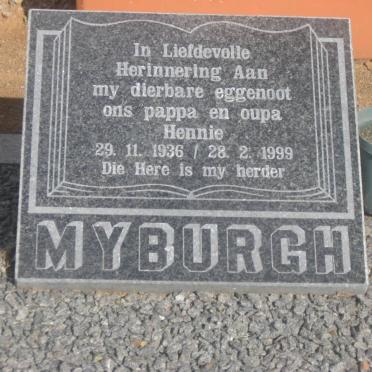 In Liefdevolle
Herinnering Aan
my dierbare eggenoot
ons pappa en oupa
Hennie
29. 11. 1936 / 28. 2. 1999
Die Here is my herder
MYBURGH